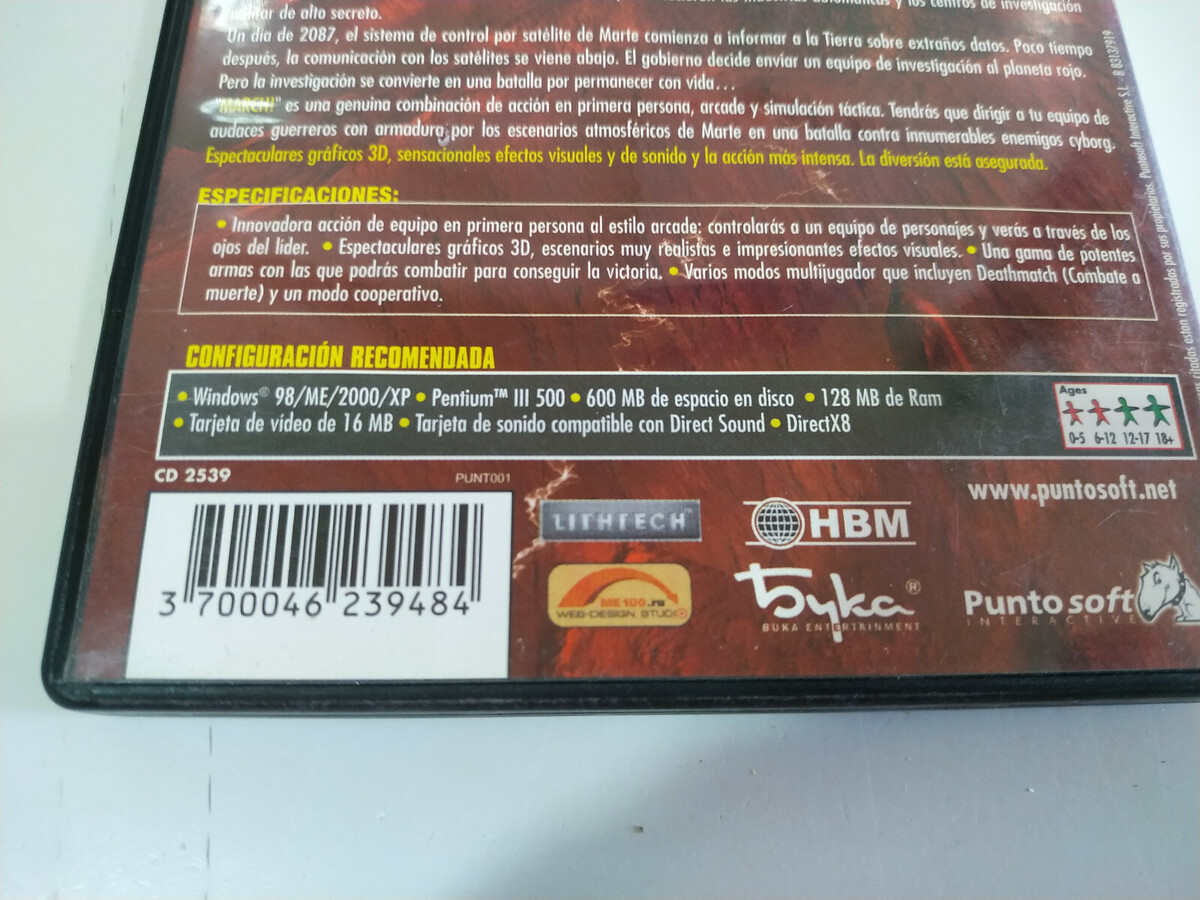 militar de alto secreto.
Un día de 2087, el sistema de control por satélite de Marte comienza a informar a la Tierra sobre extraños datos. Poco tiempo
después, la comunicación con los satélites se viene abajo. El gobierno decide enviar un equipo de investigación al planeta rojo.
Pero la investigación se convierte en una batalla por permanecer con vida...
"MARCH!" es una genuina combinación de acción en primera persona, arcade y simulación táctica. Tendrás que dirigir a tu equipo de
audaces guerreros con armadura por los escenarios atmosféricos de Marte en una batalla contra innumerables enemigos cyborg.
Espectaculares gráficos 3D, sensacionales efectos visuales y de sonido y la acción más intensa. La diversión está asegurada.
ESPECIFICACIONES:
• Innovadora acción de equipo en primera persona al estilo arcade: controlarás a un equipo de personajes y verás a través de los
ojos del líder. • Espectaculares gráficos 3D, escenarios muy realistas e impresionantes efectos visuales. • Una gama de potentes
armas con las que podrás combatir para conseguir la victoria. • Varios modos multijugador que incluyen Deathmatch (Combate a
muerte) y un modo cooperativo.
CONFIGURACIÓN RECOMENDADA
• Windows® 98/ME/2000/XP • Pentium™ III 500 • 600 MB de espacio en disco • 128 MB de Ram
• Tarjeta de vídeo de 16 MB • Tarjeta de sonido compatible con Direct Sound • DirectX8
Ages
0-5 6-12 12-17 18+
CD 2539
PUNT001
3 700046 239484
LITHTECH™
ME100.ru
WEB-DESIGN STUDIO
HBM
Бука®
BUKA ENTERTAINMENT
www.puntosoft.net
Punto soft
INTERACTIVE
registradas por sus propietarios. Puntosoft Interactive S.L.